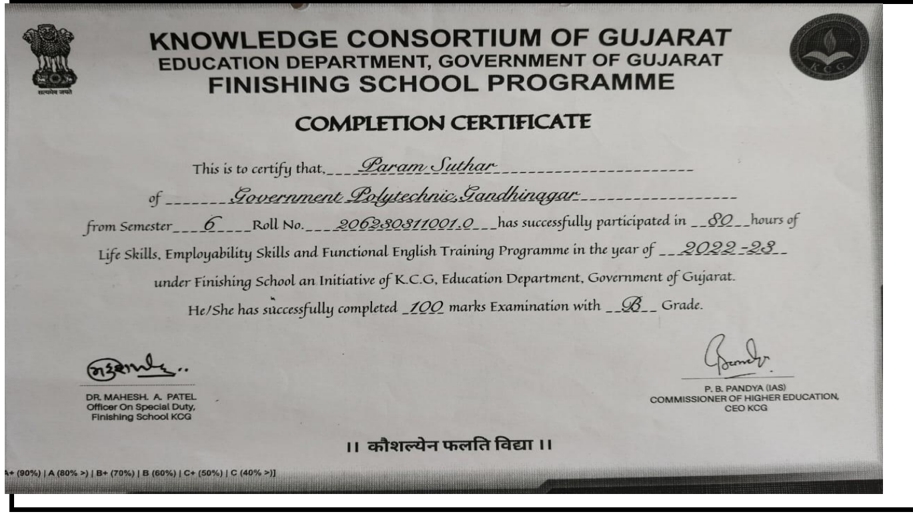 सत्यमेव जयते
KNOWLEDGE CONSORTIUM OF GUJARAT
EDUCATION DEPARTMENT, GOVERNMENT OF GUJARAT
FINISHING SCHOOL PROGRAMME
KCG
COMPLETION CERTIFICATE
This is to certify that, Param Suthar
of Government Polytechnic, Gandhinagar
from Semester 6 Roll No. 206230311001.0 has successfully participated in 80 hours of
Life Skills, Employability Skills and Functional English Training Programme in the year of 2022-23
under Finishing School an Initiative of K.C.G, Education Department, Government of Gujarat.
He/She has successfully completed 100 marks Examination with B Grade.
DR. MAHESH. A. PATEL
Officer On Special Duty,
Finishing School KCG
P. B. PANDYA (IAS)
COMMISSIONER OF HIGHER EDUCATION,
CEO KCG
।। कौशल्येन फलति विद्या ।।
A+ (90%) | A (80% >) | B+ (70%) | B (60%) | C+ (50%) | C (40% >)]